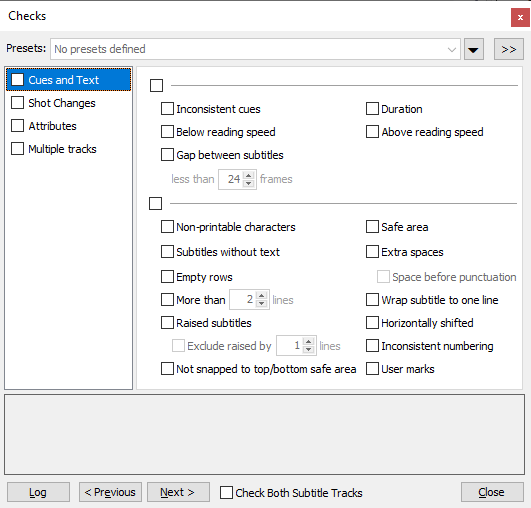 Checks
Presets: No presets defined >>
Cues and Text
Shot Changes
Attributes
Multiple tracks
Inconsistent cues Duration
Below reading speed Above reading speed
Gap between subtitles
less than 24 frames
Non-printable characters Safe area
Subtitles without text Extra spaces
Empty rows Space before punctuation
More than 2 lines Wrap subtitle to one line
Raised subtitles Horizontally shifted
Exclude raised by 1 lines Inconsistent numbering
Not snapped to top/bottom safe area User marks
Log < Previous Next > Check Both Subtitle Tracks Close